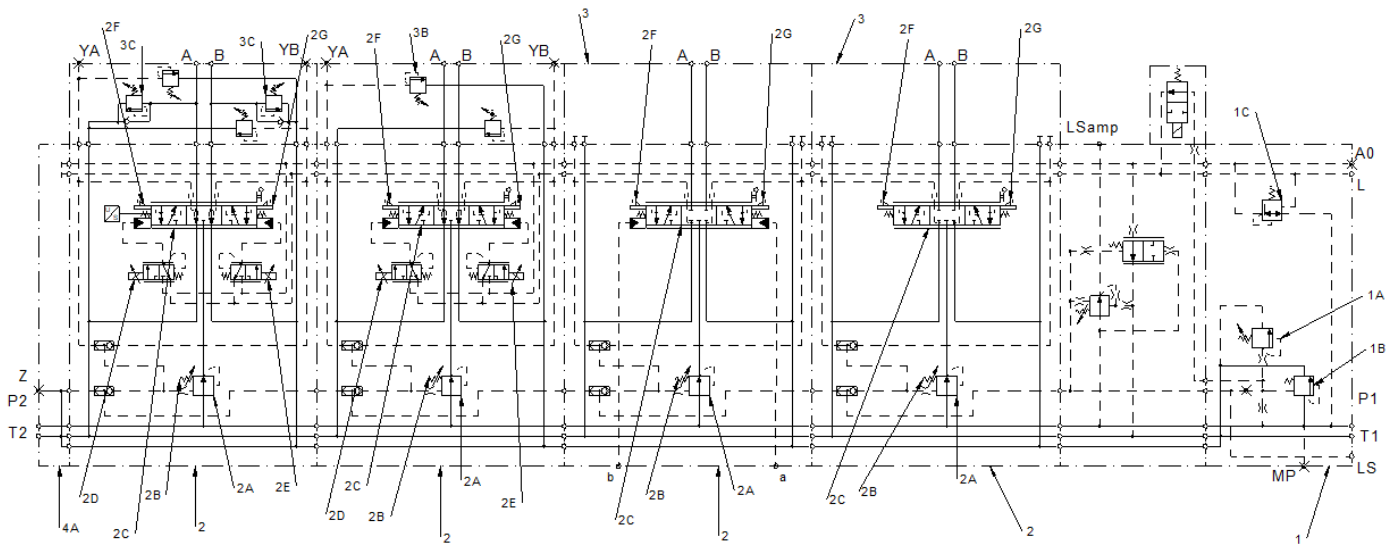 2F 3C 3C 2G 2F 3B 2G 3 2F 2G 3 2F 2G
YA A B YB YA A B YB A B A B
LSamp 1C A0
L
1A
1B
Z
P2 P1
T2 T1
LS
b a MP
2D 2B 2A 2E 2C 2A 2E 2B 2A 2B 2A
4A 2C 2 2D 2B 2 2C 2 2C 2 1